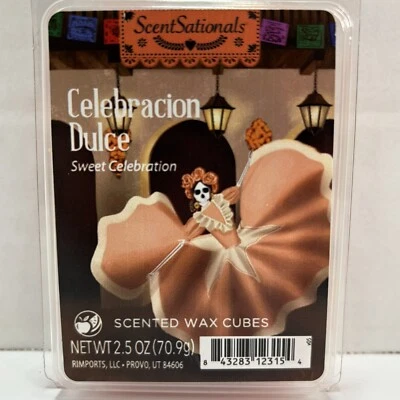 ScentSationals
Celebracion
Dulce
Sweet Celebration
SCENTED WAX CUBES
NET WT 2.5 OZ (70.9g)
RIMPORTS, LLC • PROVO, UT 84606
8 43283 12315 4